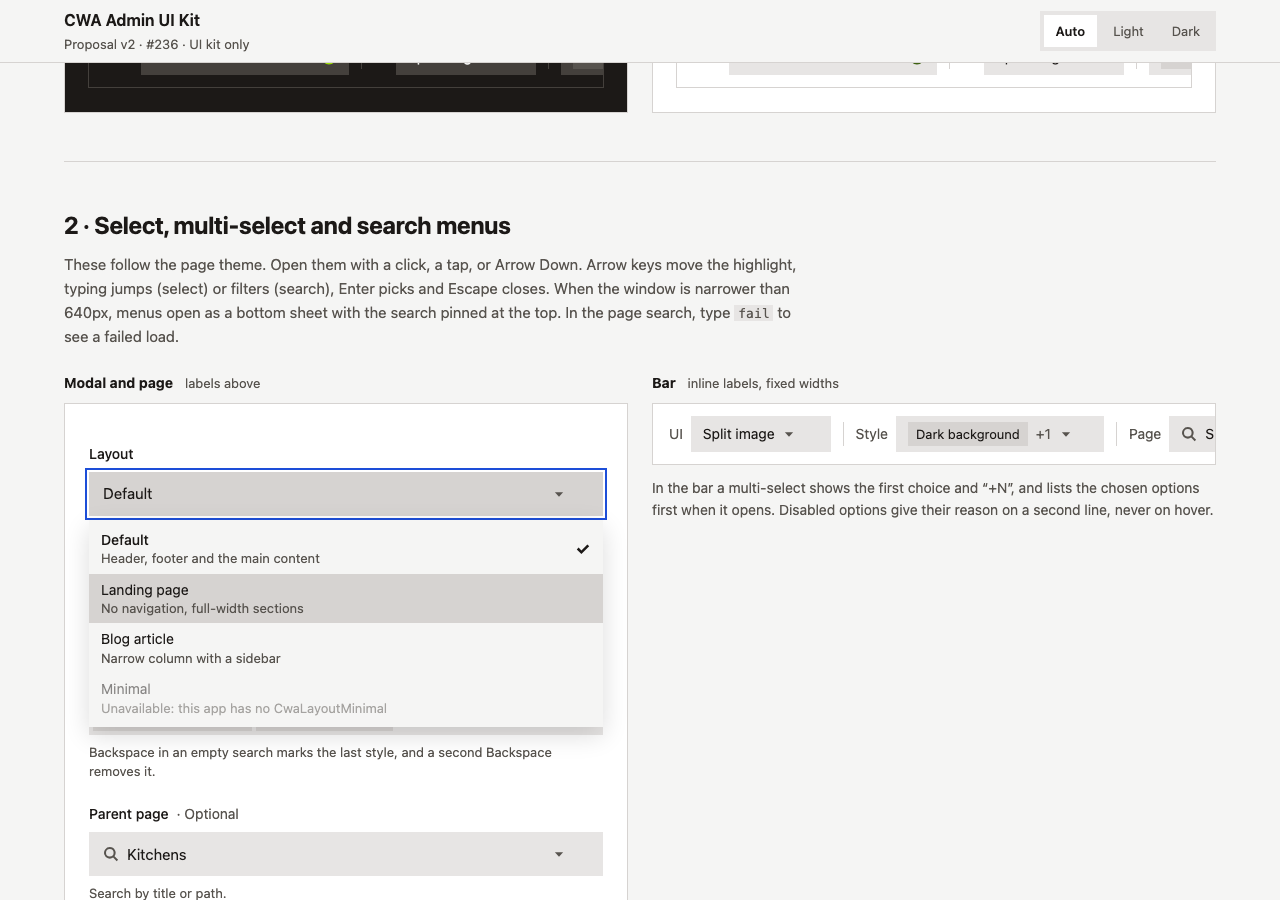 CWA Admin UI Kit
Proposal v2 · #236 · UI kit only
Auto
Light
Dark
2 · Select, multi-select and search menus
These follow the page theme. Open them with a click, a tap, or Arrow Down. Arrow keys move the highlight,
typing jumps (select) or filters (search), Enter picks and Escape closes. When the window is narrower than
640px, menus open as a bottom sheet with the search pinned at the top. In the page search, type fail to
see a failed load.
Modal and page labels above
Layout
Default
Default
Header, footer and the main content
Landing page
No navigation, full-width sections
Blog article
Narrow column with a sidebar
Minimal
Unavailable: this app has no CwaLayoutMinimal
Backspace in an empty search marks the last style, and a second Backspace
removes it.
Parent page · Optional
Kitchens
Search by title or path.
Bar inline labels, fixed widths
UI Split image Style Dark background +1 Page S
In the bar a multi-select shows the first choice and “+N”, and lists the chosen options
first when it opens. Disabled options give their reason on a second line, never on hover.